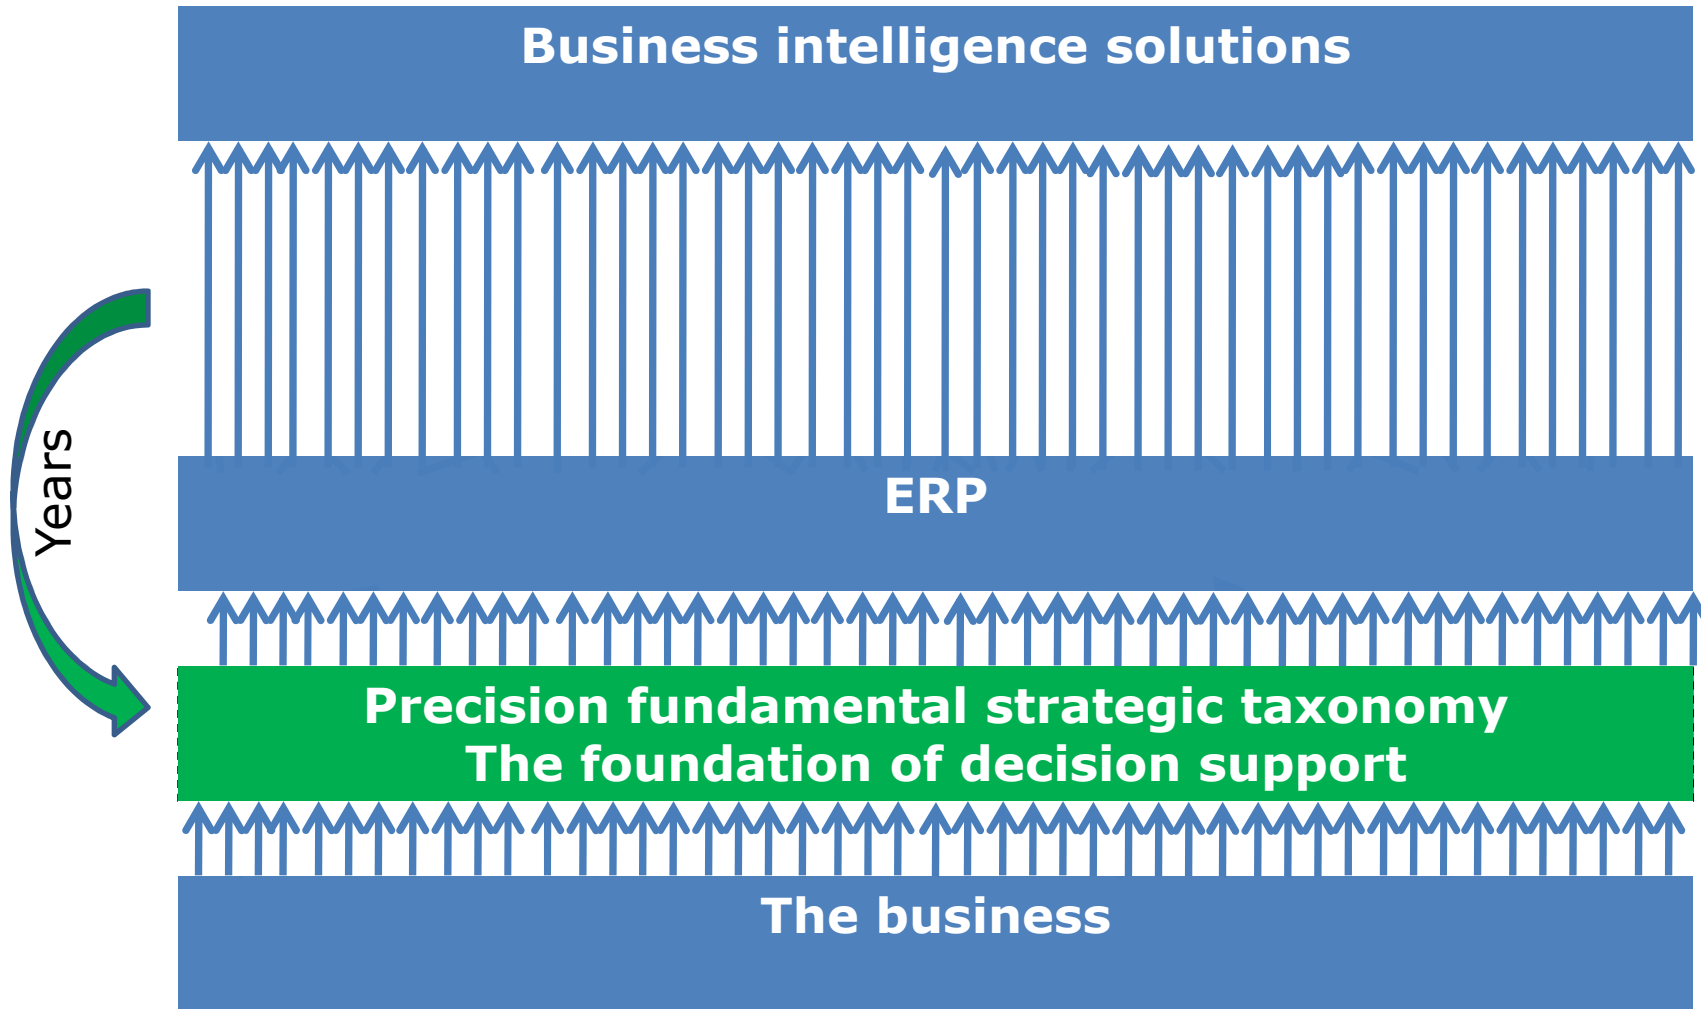 Business intelligence solutions
Years
ERP
Precision fundamental strategic taxonomy
The foundation of decision support
The business